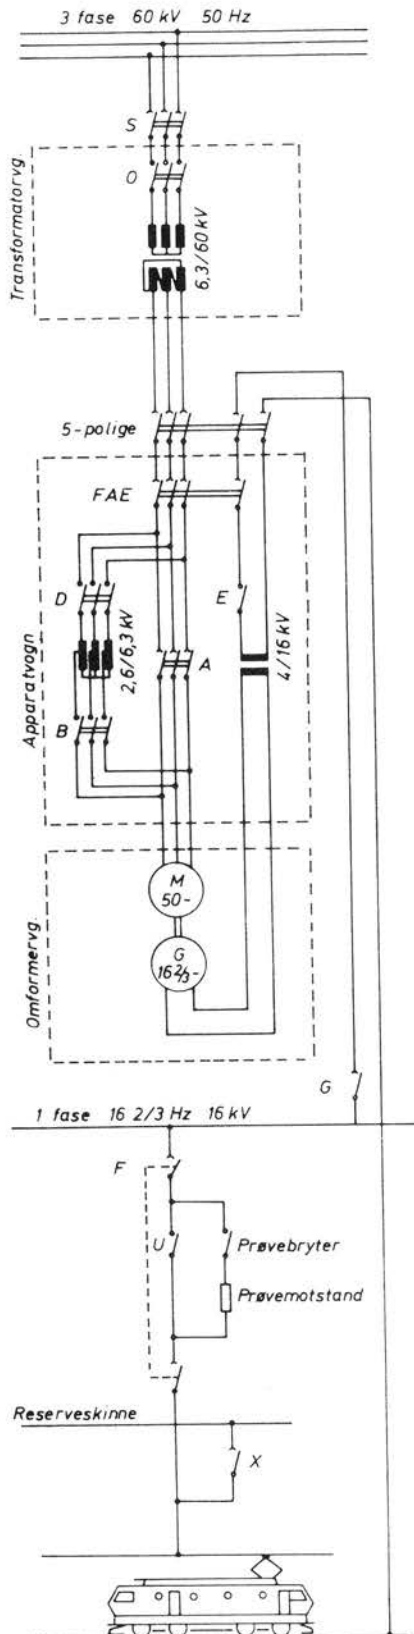 3 fase 60 kV 50 Hz
S
O
Transformatorvg.
6,3/60 kV
5-polige
FAE
D
E
2,6/6,3 kV
A
4/16 kV
Apparatvogn
B
M
50~
G
16 2/3~
Omformervg.
G
1 fase 16 2/3 Hz 16 kV
F
U
Prøvebryter
Prøvemotstand
Reserveskinne
X